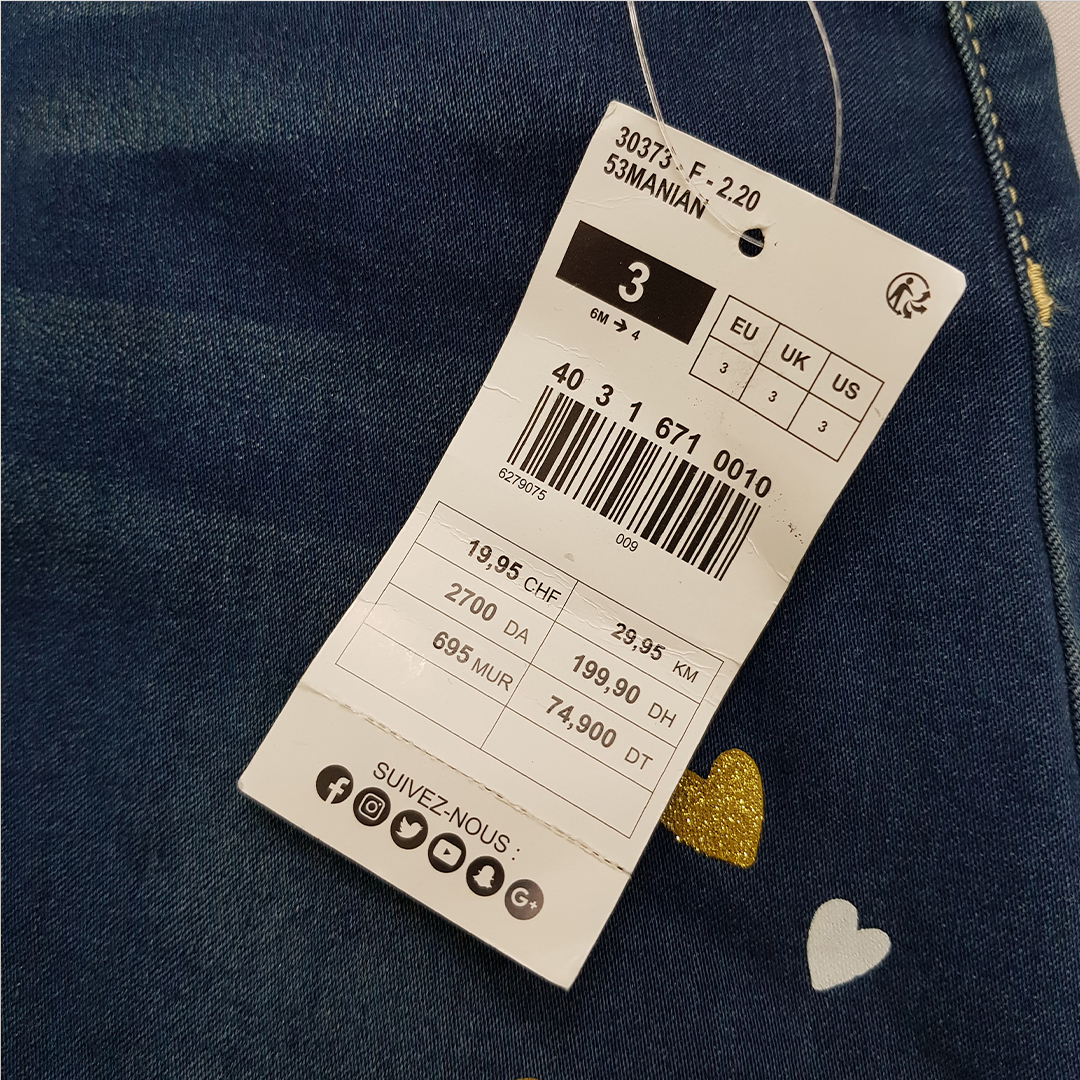 30373 - F - 2.20
53MANIAN
3
6M ➔ 4
EU UK US
3 3 3
40 3 1 671 0010
6279075
009
19,95 CHF 29,95 KM
2700 DA 199,90 DH
695 MUR 74,900 DT
SUIVEZ-NOUS :
G+